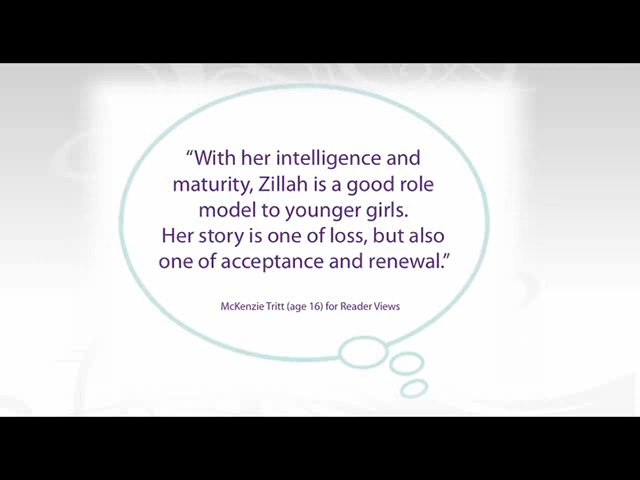 “With her intelligence and
maturity, Zillah is a good role
model to younger girls.
Her story is one of loss, but also
one of acceptance and renewal.”
McKenzie Tritt (age 16) for Reader Views